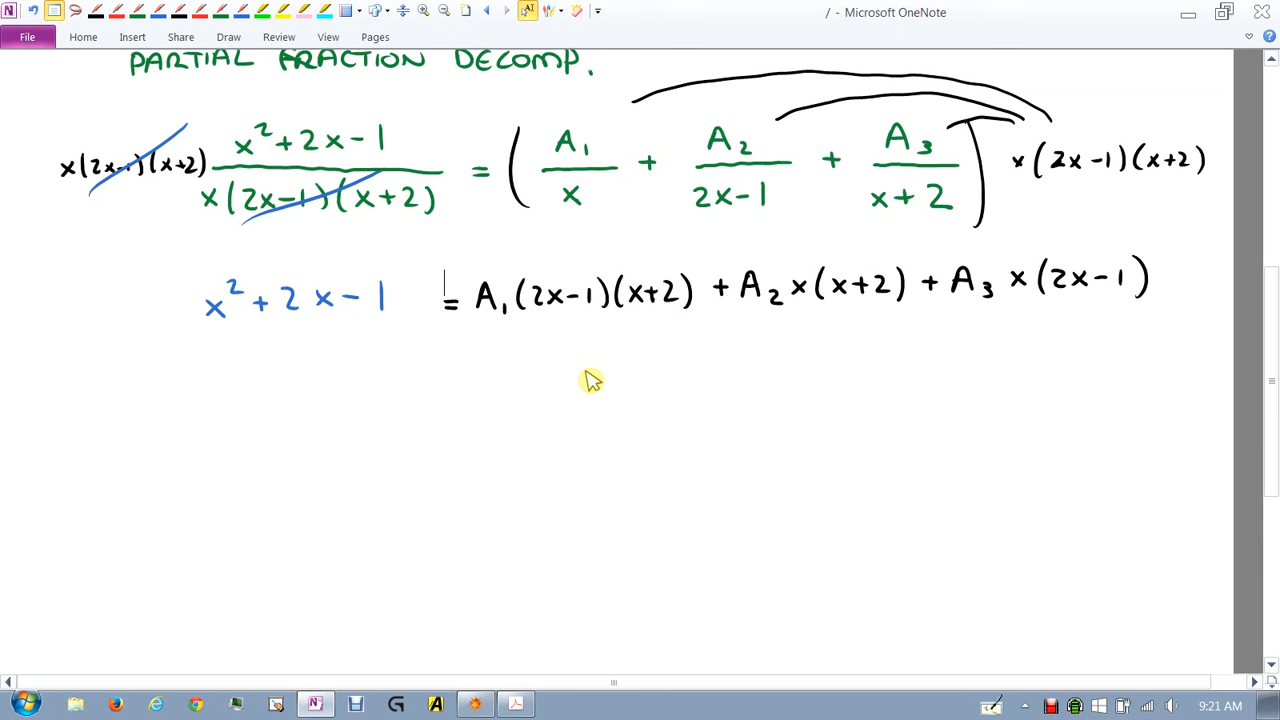 / - Microsoft OneNote
File Home Insert Share Draw Review View Pages
PARTIAL FRACTION DECOMP.
x(2x-1)(x+2) x²+2x-1 / x(2x-1)(x+2) = ( A₁/x + A₂/2x-1 + A₃/x+2 ) x(2x-1)(x+2)
x²+2x-1 = A₁(2x-1)(x+2) + A₂x(x+2) + A₃x(2x-1)
9:21 AM